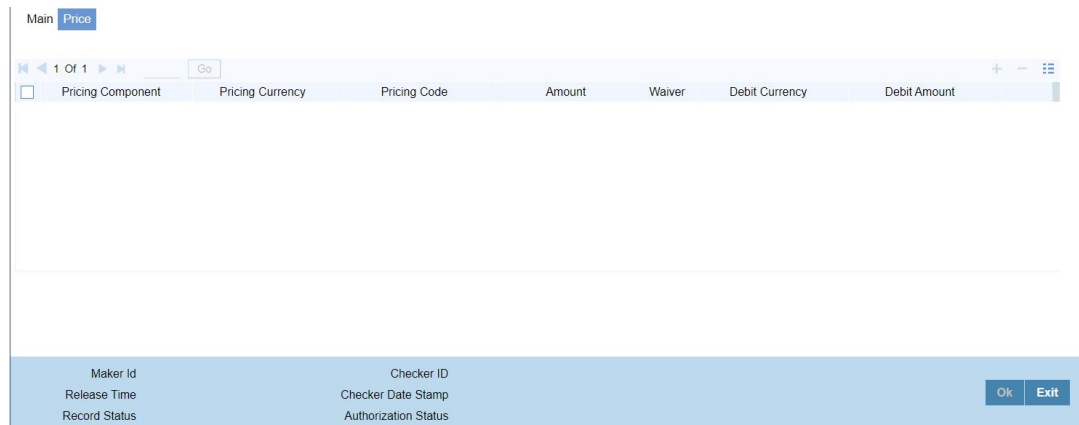 Main Price
1 Of 1 Go
Pricing Component Pricing Currency Pricing Code Amount Waiver Debit Currency Debit Amount
Maker Id Checker ID
Release Time Checker Date Stamp
Record Status Authorization Status
Ok Exit